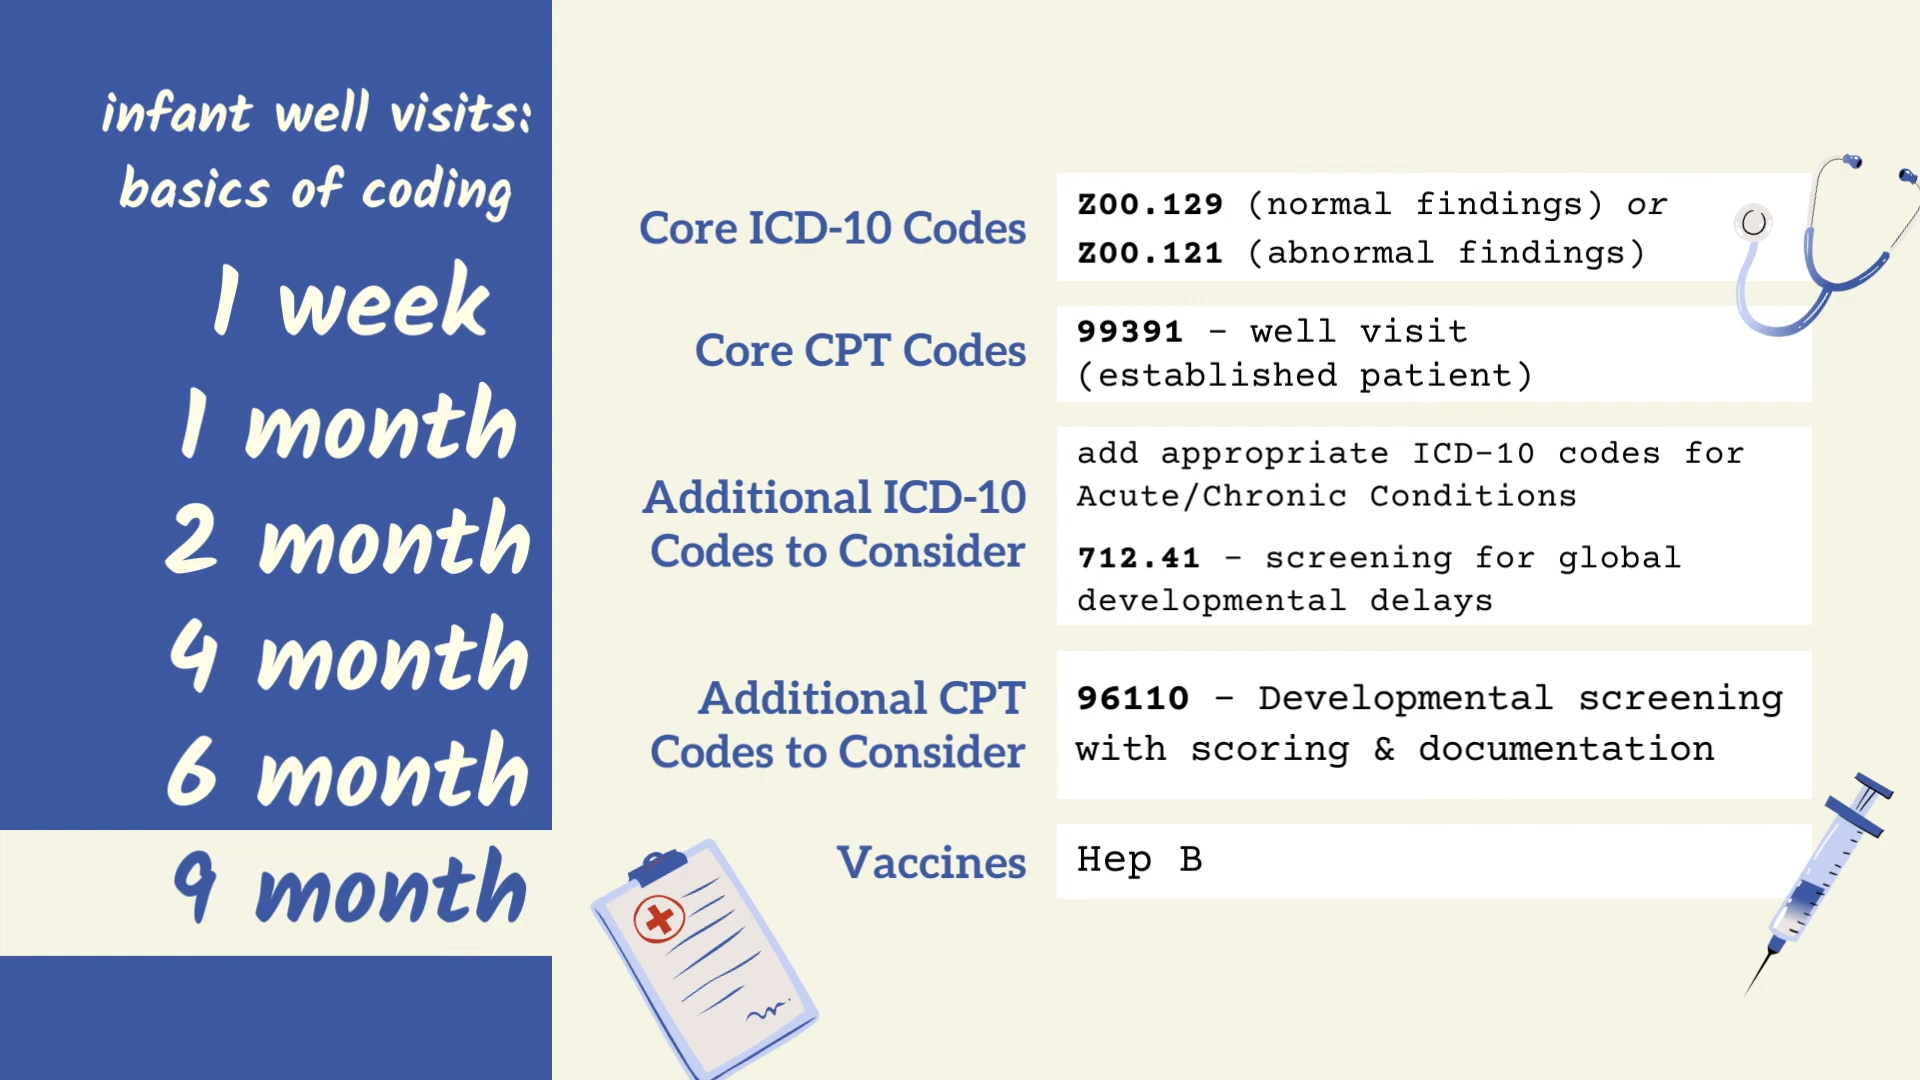 infant well visits:
basics of coding
1 week
1 month
2 month
4 month
6 month
9 month
Core ICD-10 Codes
Z00.129 (normal findings) or
Z00.121 (abnormal findings)
Core CPT Codes
99391 - well visit
(established patient)
Additional ICD-10
Codes to Consider
add appropriate ICD-10 codes for
Acute/Chronic Conditions
712.41 - screening for global
developmental delays
Additional CPT
Codes to Consider
96110 - Developmental screening
with scoring & documentation
Vaccines
Hep B